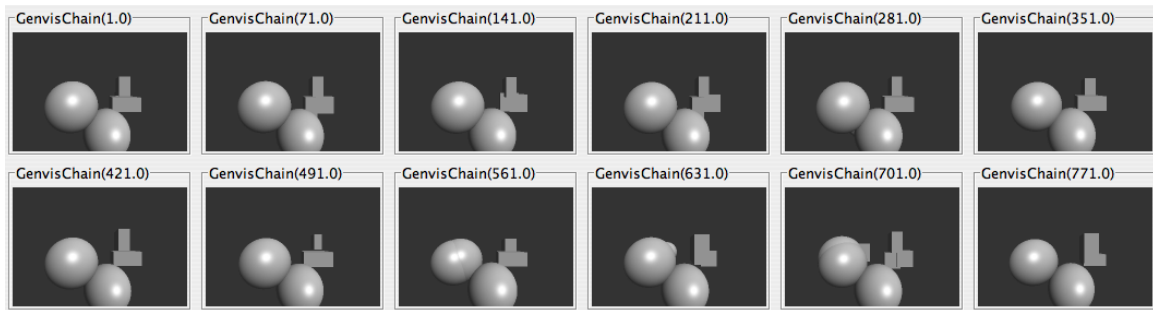 GenvisChain(1.0) GenvisChain(71.0) GenvisChain(141.0) GenvisChain(211.0) GenvisChain(281.0) GenvisChain(351.0)
GenvisChain(421.0) GenvisChain(491.0) GenvisChain(561.0) GenvisChain(631.0) GenvisChain(701.0) GenvisChain(771.0)